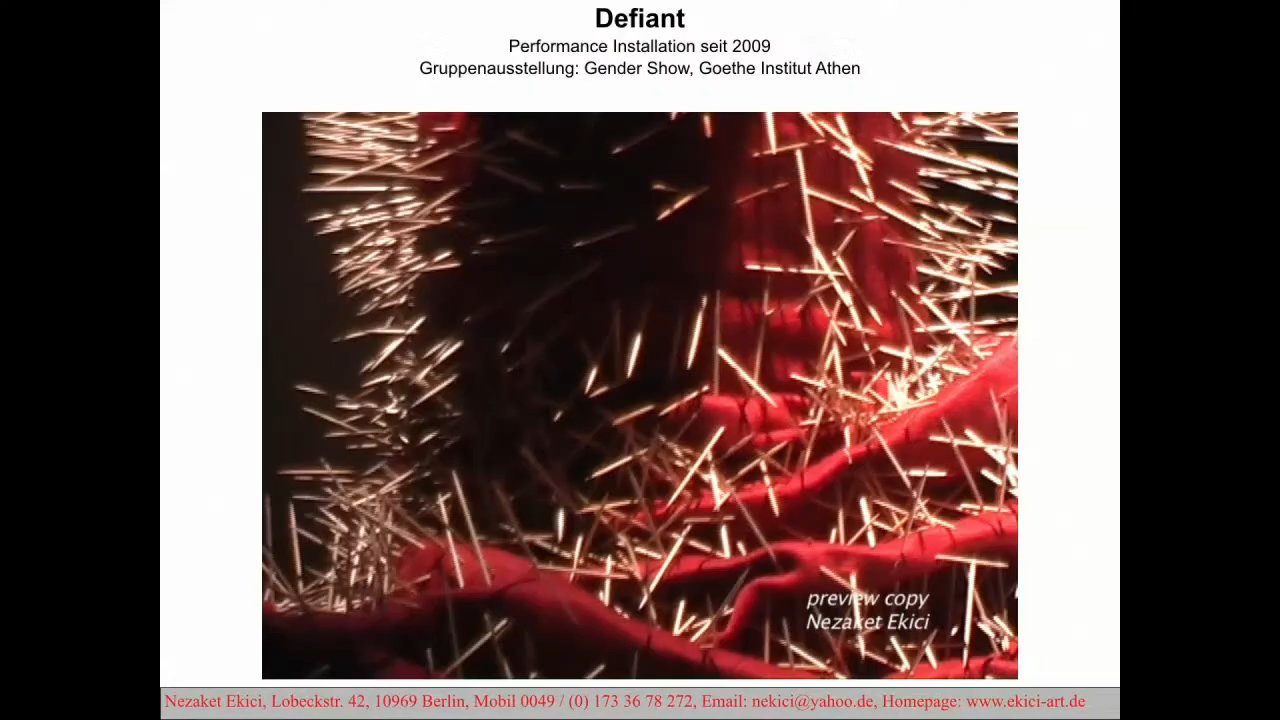 Defiant
Performance Installation seit 2009
Gruppenausstellung: Gender Show, Goethe Institut Athen
preview copy
Nezaket Ekici
Nezaket Ekici, Lobeckstr. 42, 10969 Berlin, Mobil 0049 / (0) 173 36 78 272, Email: nekici@yahoo.de, Homepage: www.ekici-art.de